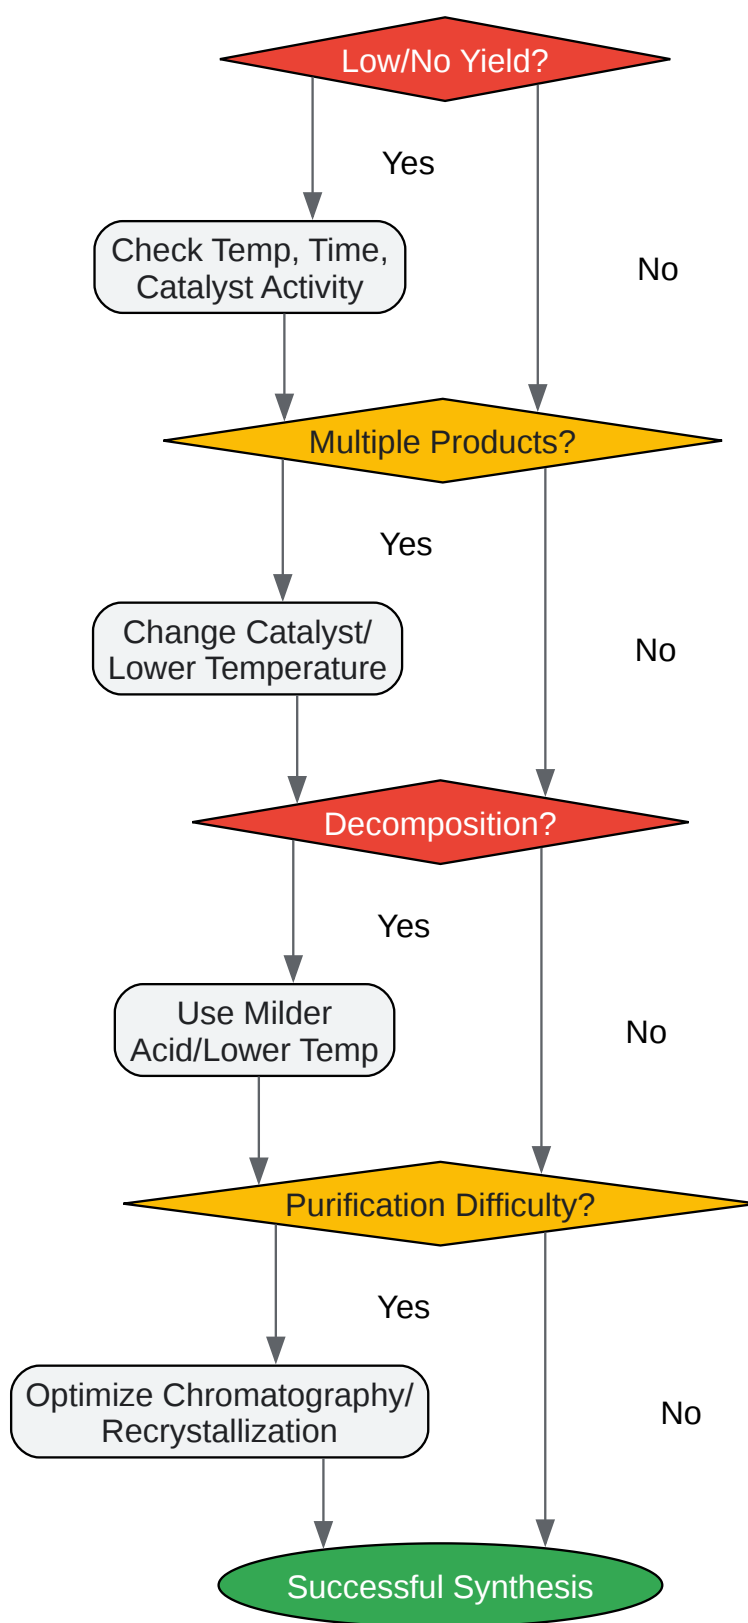 Low/No Yield?
Yes
Check Temp, Time,
Catalyst Activity
No
Multiple Products?
Yes
Change Catalyst/
Lower Temperature
No
Decomposition?
Yes
Use Milder
Acid/Lower Temp
No
Purification Difficulty?
Yes
Optimize Chromatography/
Recrystallization
No
Successful Synthesis